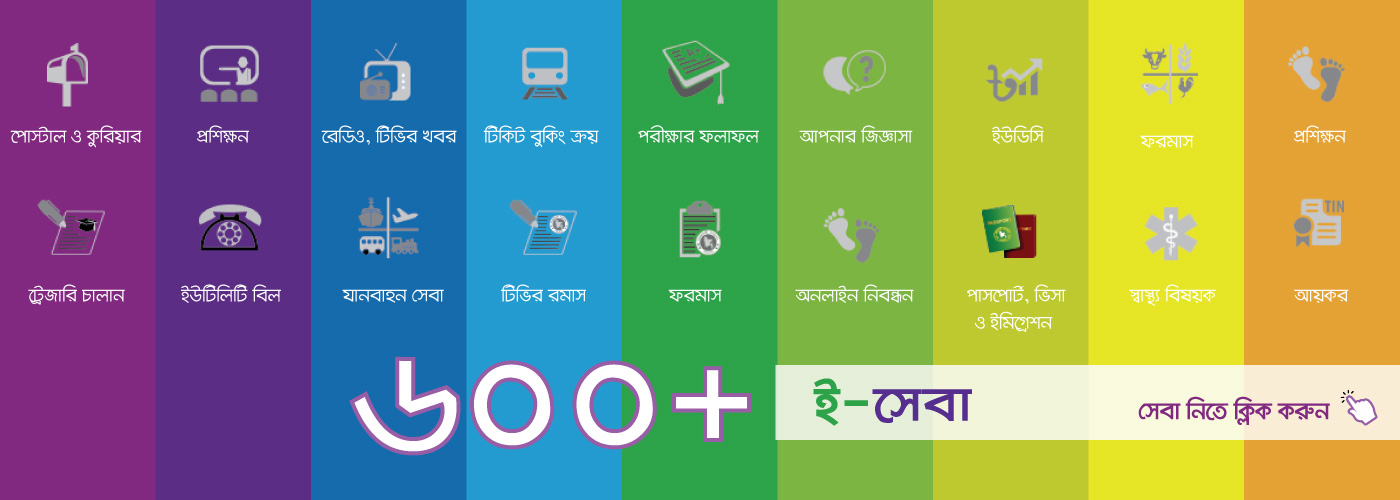 পোস্টাল ও কুরিয়ার
প্রশিক্ষন
রেডিও, টিভির খবর
টিকিট বুকিং ক্রয়
পরীক্ষার ফলাফল
আপনার জিজ্ঞাসা
ইউডিসি
ফরমাস
প্রশিক্ষন
ট্রেজারি চালান
ইউটিলিটি বিল
যানবাহন সেবা
টিভির রমাস
ফরমাস
অনলাইন নিবন্ধন
পাসপোর্ট, ভিসা
ও ইমিগ্রেশন
স্বাস্থ্য বিষয়ক
TIN
আয়কর
৬০০+
ই-সেবা
সেবা নিতে ক্লিক করুন